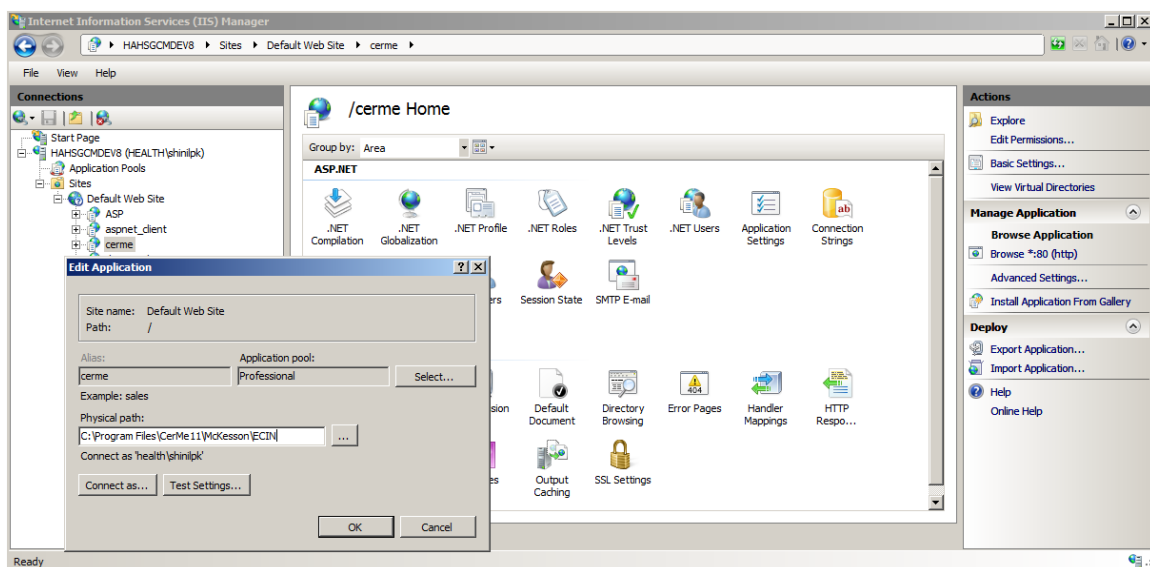 Internet Information Services (IIS) Manager
HAHSGCMDEV8 Sites Default Web Site cerme
File View Help
Connections
Start Page
HAHSGCMDEV8 (HEALTH\shinilpk)
Application Pools
Sites
Default Web Site
ASP
aspnet_client
cerme
/cerme Home
Group by: Area
ASP.NET
.NET Compilation
.NET Globalization
.NET Profile
.NET Roles
.NET Trust Levels
.NET Users
Application Settings
Connection Strings
ers
Session State
SMTP E-mail
sion
Default Document
Directory Browsing
404
Error Pages
Handler Mappings
HTTP Respo...
es
Output Caching
SSL Settings
Edit Application
Site name: Default Web Site
Path: /
Alias:
cerme
Application pool:
Professional
Select...
Example: sales
Physical path:
C:\Program Files\CerMe11\McKesson\ECIN
...
Connect as 'health\shinilpk'
Connect as... Test Settings...
OK Cancel
Actions
Explore
Edit Permissions...
Basic Settings...
View Virtual Directories
Manage Application
Browse Application
Browse *:80 (http)
Advanced Settings...
Install Application From Gallery
Deploy
Export Application...
Import Application...
Help
Online Help
Ready